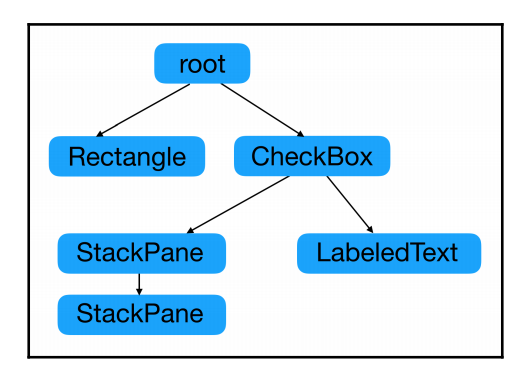 root
Rectangle
CheckBox
StackPane
LabeledText
StackPane